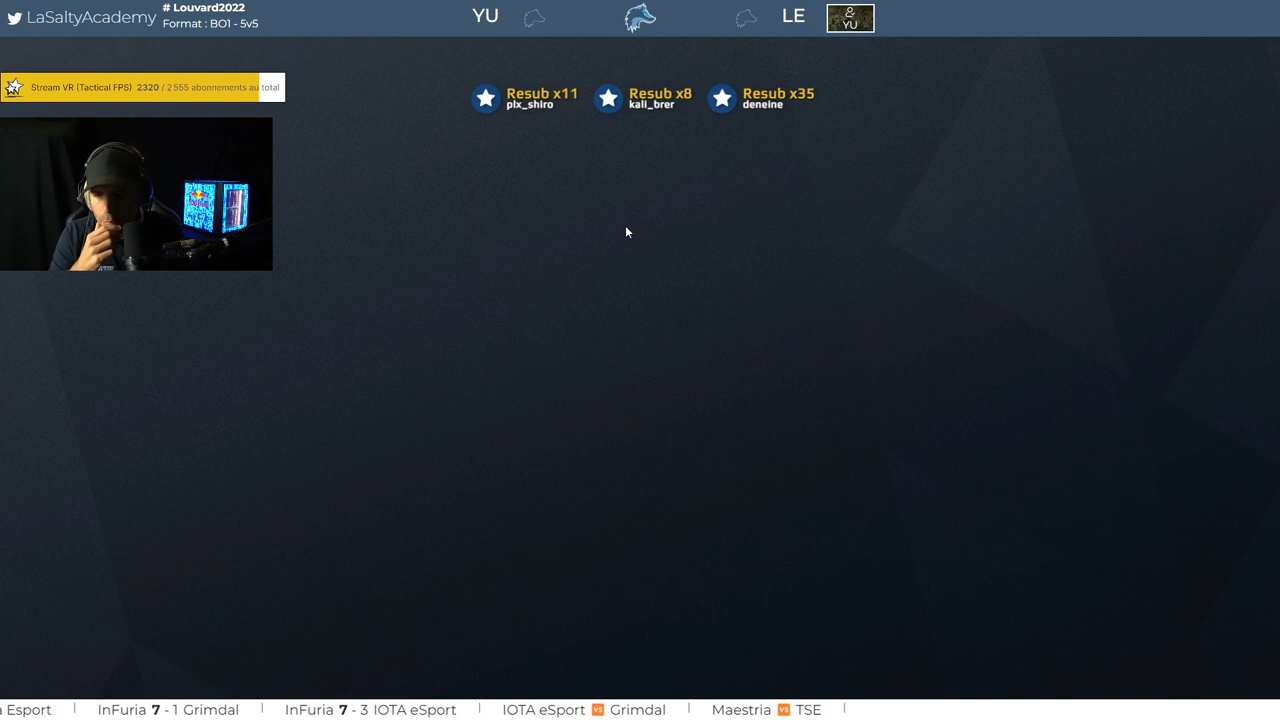 LaSaltyAcademy
# Louvard2022
Format : BO1 - 5v5
YU
LE
YU
Stream VR (Tactical FPS) 2320 / 2555 abonnements au total
Resub x11
plx_shiro
Resub x8
kali_brer
Resub x35
deneine
a Esport | InFuria 7 - 1 Grimdal | InFuria 7 - 3 IOTA eSport | IOTA eSport VS Grimdal | Maestria VS TSE |